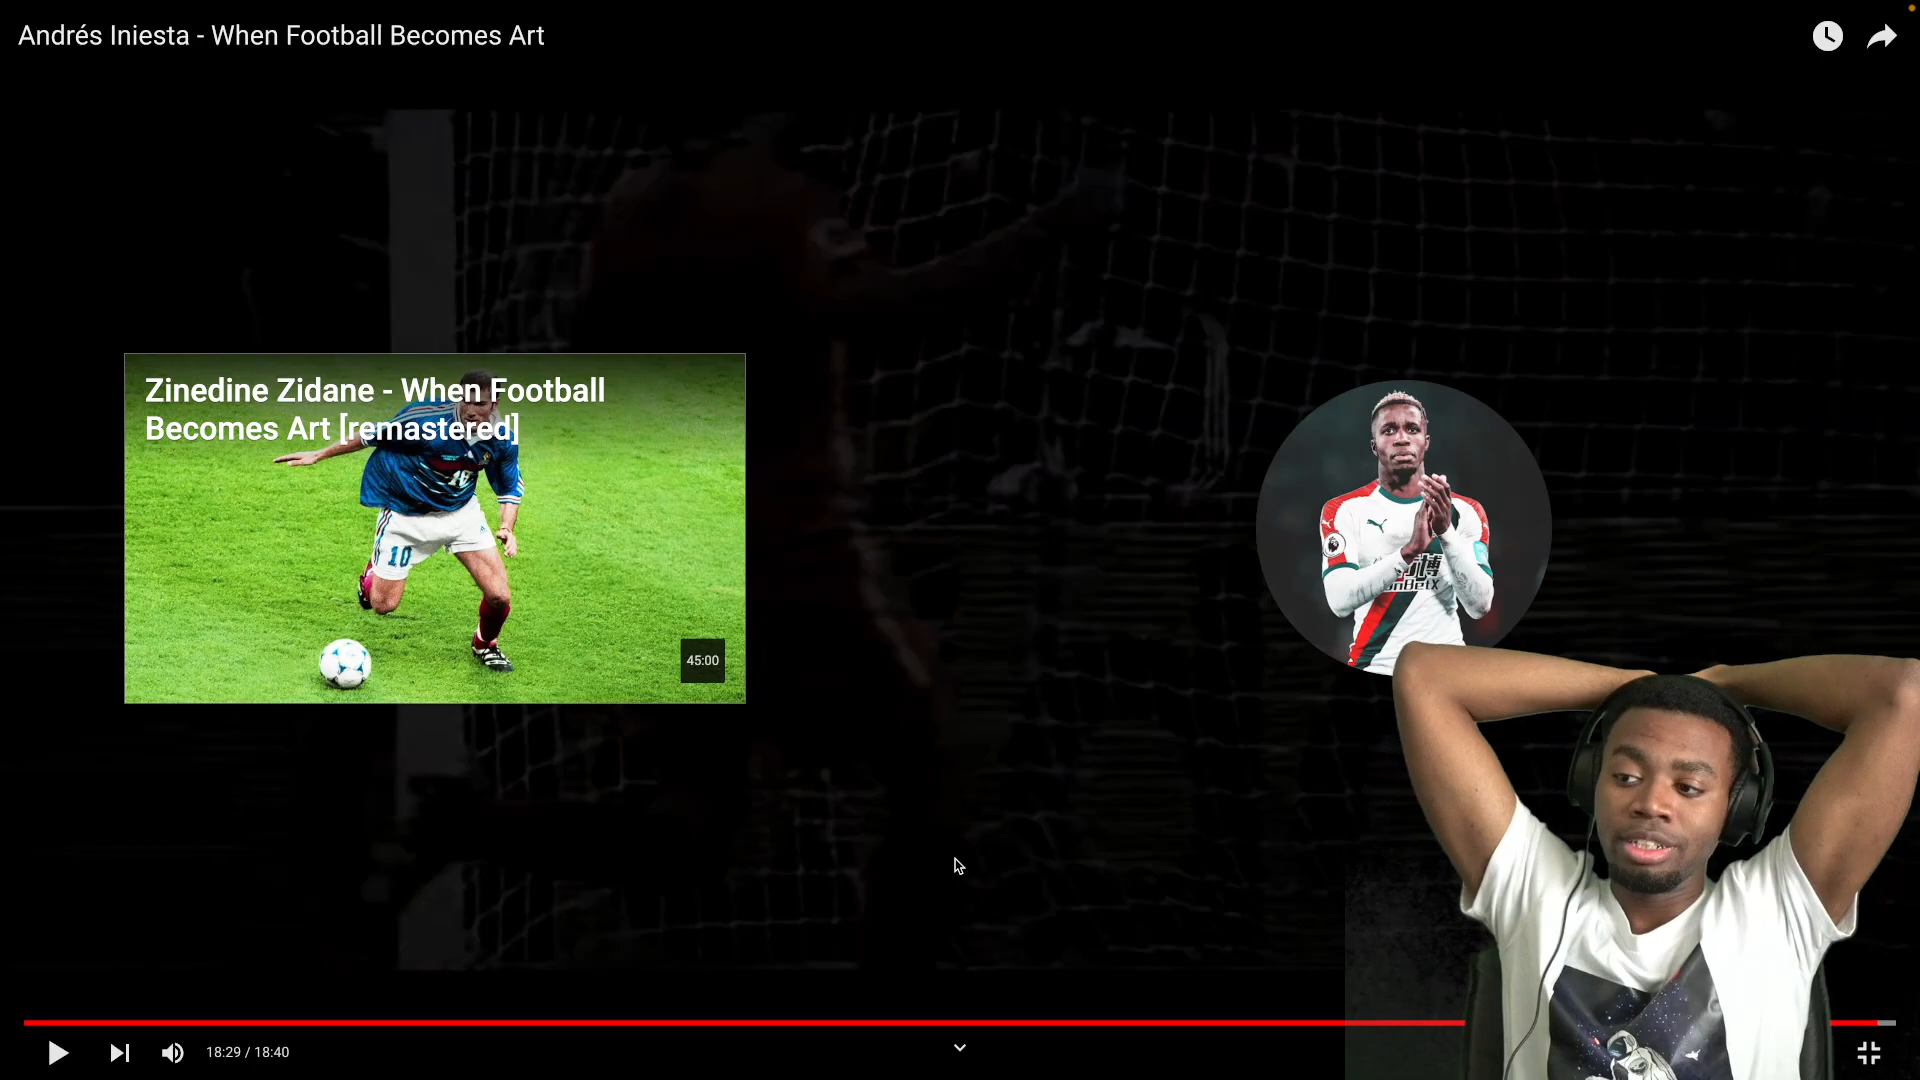 Andrés Iniesta - When Football Becomes Art
Zinedine Zidane - When Football
Becomes Art [remastered]
10
10
45:00
18:29 / 18:40